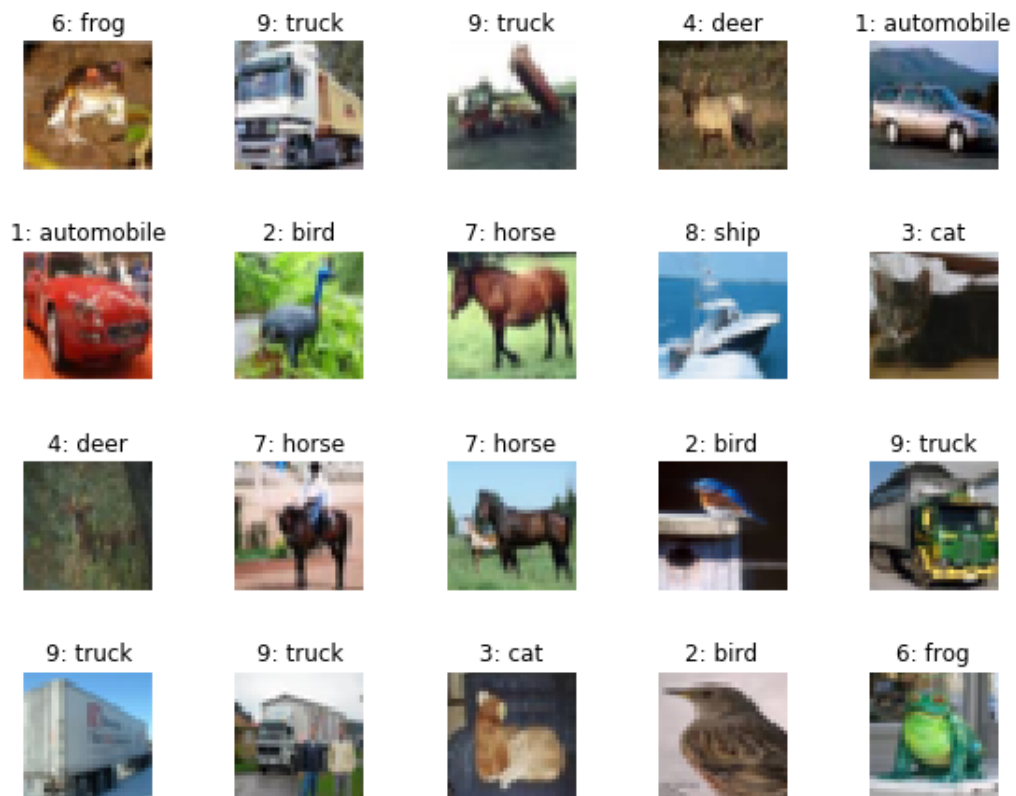 6: frog
9: truck
9: truck
4: deer
1: automobile
1: automobile
2: bird
7: horse
8: ship
3: cat
4: deer
7: horse
7: horse
2: bird
9: truck
9: truck
9: truck
3: cat
2: bird
6: frog